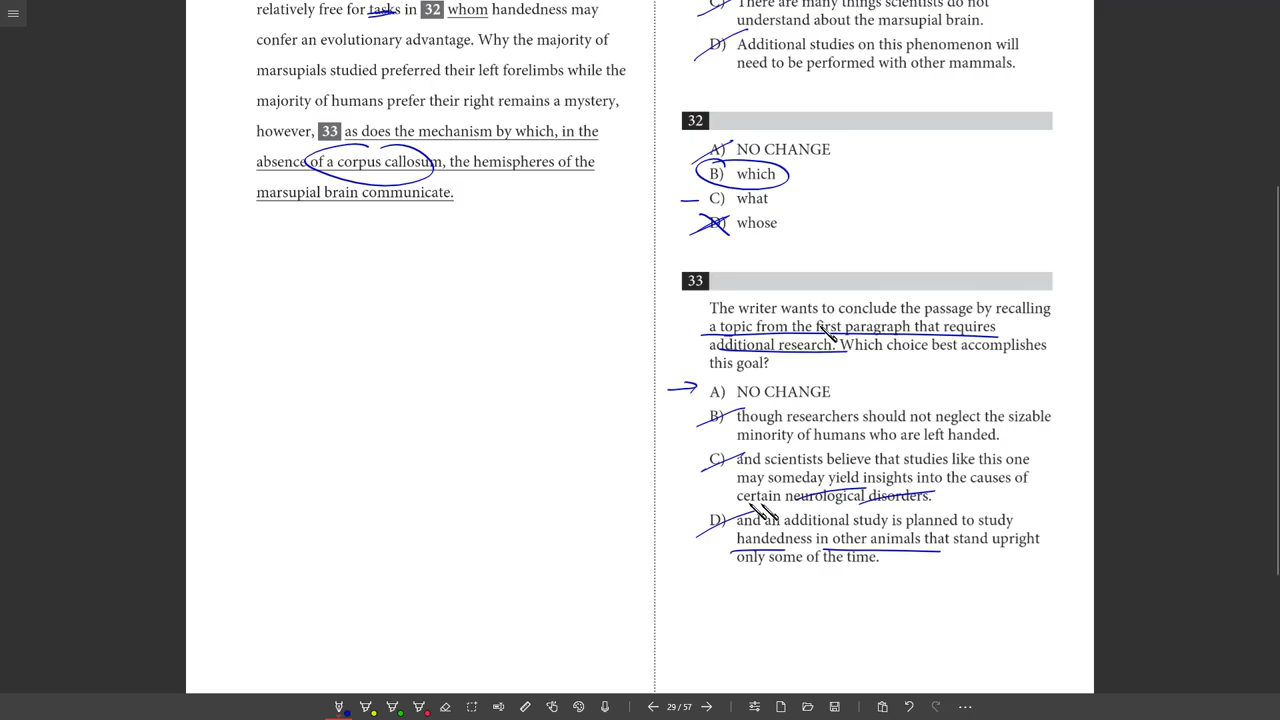 relatively free for tasks in 32 whom handedness may
confer an evolutionary advantage. Why the majority of
marsupials studied preferred their left forelimbs while the
majority of humans prefer their right remains a mystery,
however, 33 as does the mechanism by which, in the
absence of a corpus callosum, the hemispheres of the
marsupial brain communicate.
C) There are many things scientists do not
understand about the marsupial brain.
D) Additional studies on this phenomenon will
need to be performed with other mammals.
32
A) NO CHANGE
B) which
C) what
D) whose
33
The writer wants to conclude the passage by recalling
a topic from the first paragraph that requires
additional research. Which choice best accomplishes
this goal?
A) NO CHANGE
B) though researchers should not neglect the sizable
minority of humans who are left handed.
C) and scientists believe that studies like this one
may someday yield insights into the causes of
certain neurological disorders.
D) and an additional study is planned to study
handedness in other animals that stand upright
only some of the time.
29 / 57